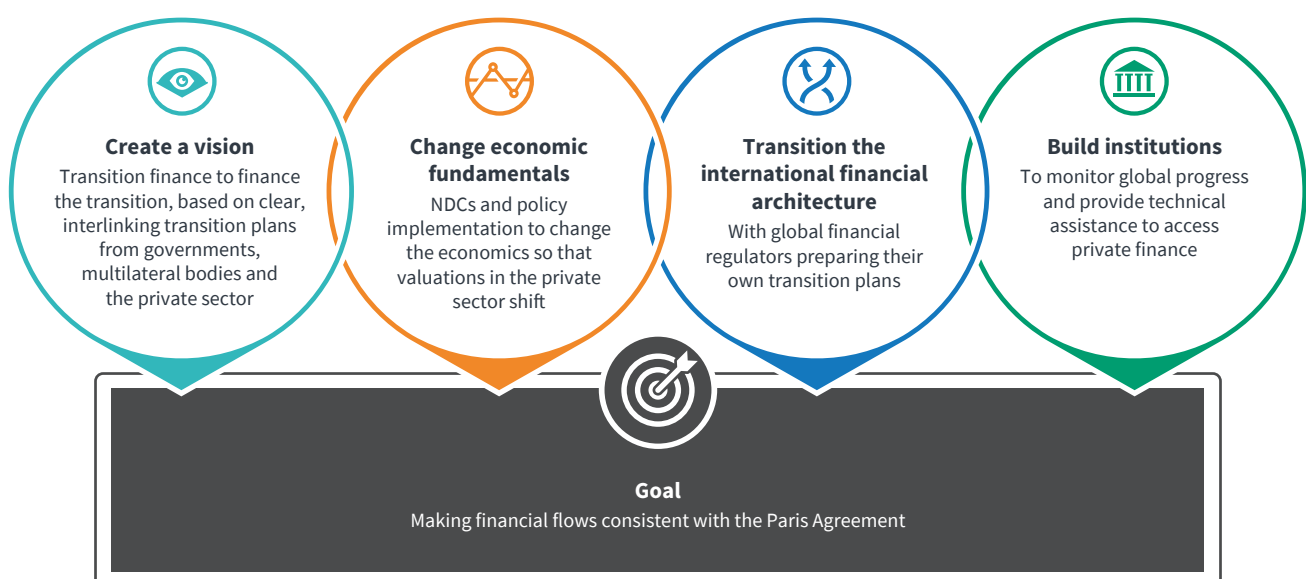 Create a vision
Transition finance to finance
the transition, based on clear,
interlinking transition plans
from governments,
multilateral bodies and
the private sector
Change economic
fundamentals
NDCs and policy
implementation to change
the economics so that
valuations in the private
sector shift
Transition the
international financial
architecture
With global financial
regulators preparing their
own transition plans
Build institutions
To monitor global progress
and provide technical
assistance to access
private finance
Goal
Making financial flows consistent with the Paris Agreement